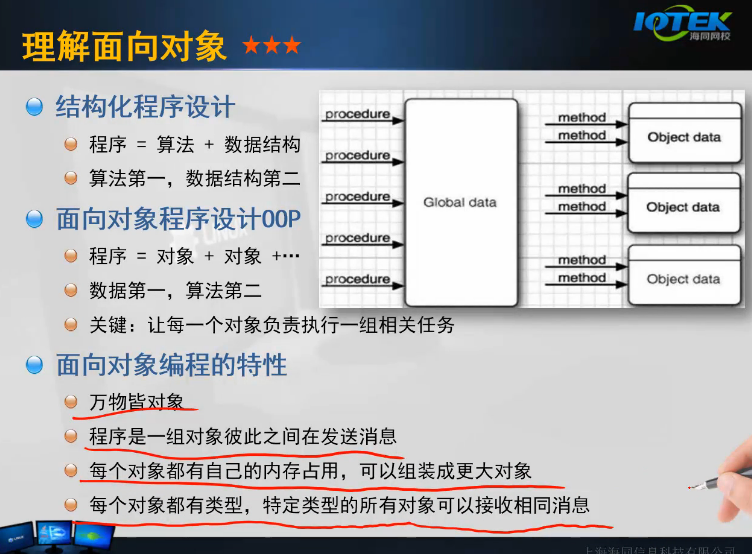 理解面向对象 ★★★
IOTEK
海同网校
结构化程序设计
程序 = 算法 + 数据结构
算法第一，数据结构第二
面向对象程序设计OOP
程序 = 对象 + 对象 +…
数据第一，算法第二
关键：让每一个对象负责执行一组相关任务
面向对象编程的特性
万物皆对象
程序是一组对象彼此之间在发送消息
每个对象都有自己的内存占用，可以组装成更大对象
每个对象都有类型，特定类型的所有对象可以接收相同消息
procedure
procedure
procedure
procedure
procedure
Global data
method
method
Object data
method
method
Object data
method
method
Object data
上海海同信息科技有限公司